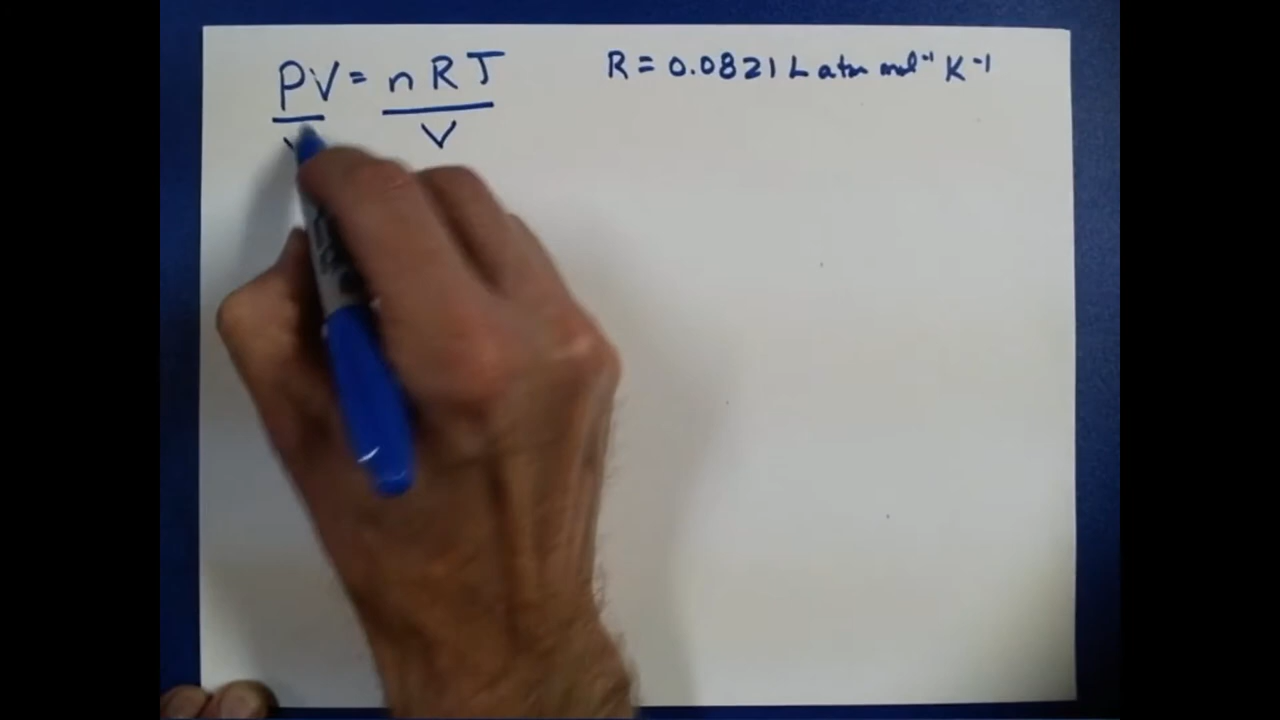 PV = nRT
V
R = 0.0821 L atm mol⁻¹ K⁻¹